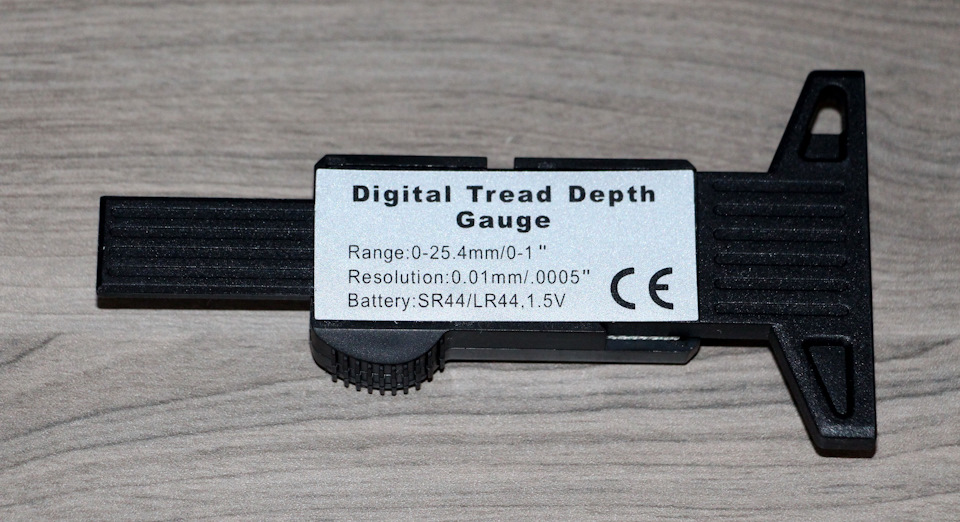 Digital Tread Depth
Gauge
Range:0-25.4mm/0-1"
Resolution:0.01mm/.0005"
Battery:SR44/LR44,1.5V
CE